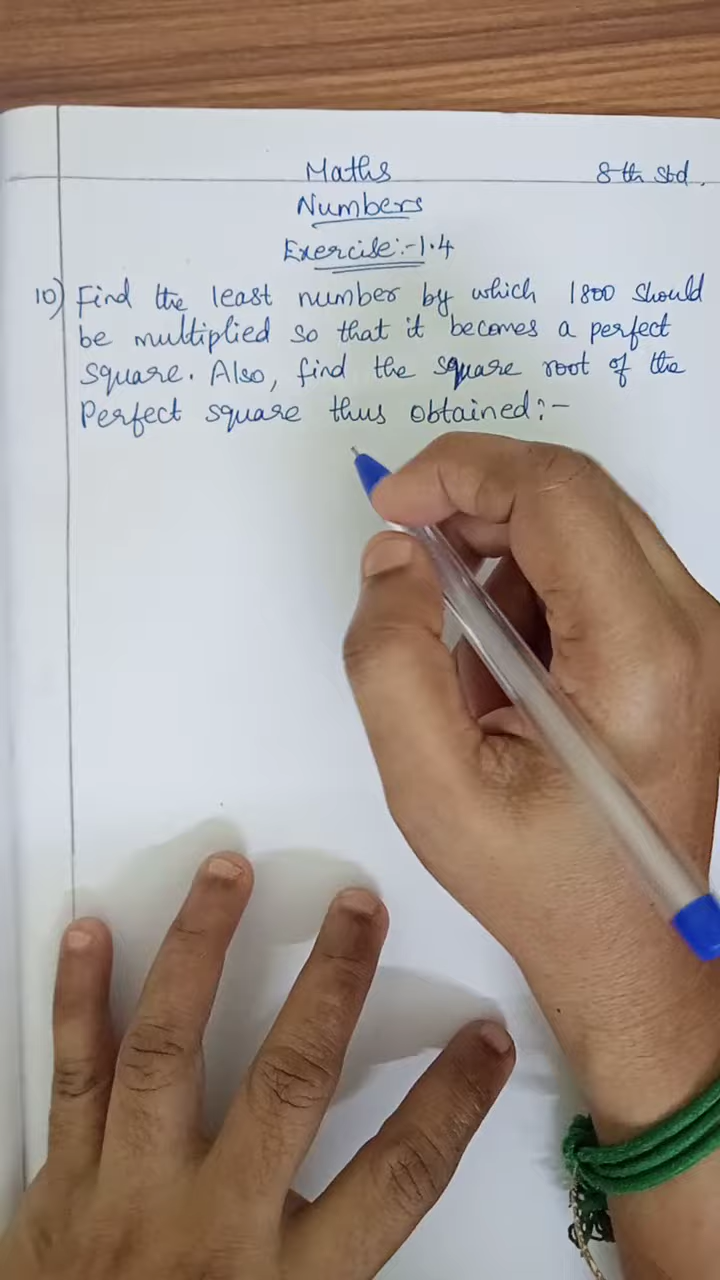 Maths
8th Std.
Numbers
Exercise:-1.4
10) Find the least number by which 1800 should
be multiplied so that it becomes a perfect
square. Also, find the square root of the
Perfect square thus obtained:-